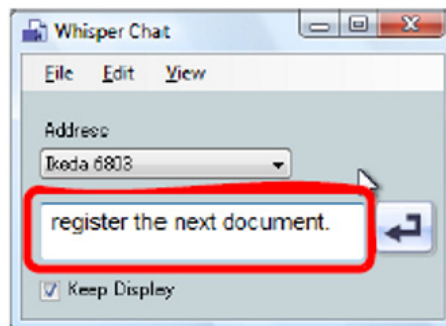 Whisper Chat
File Edit View
Address
Ikeda 6803
register the next document.
Keep Display